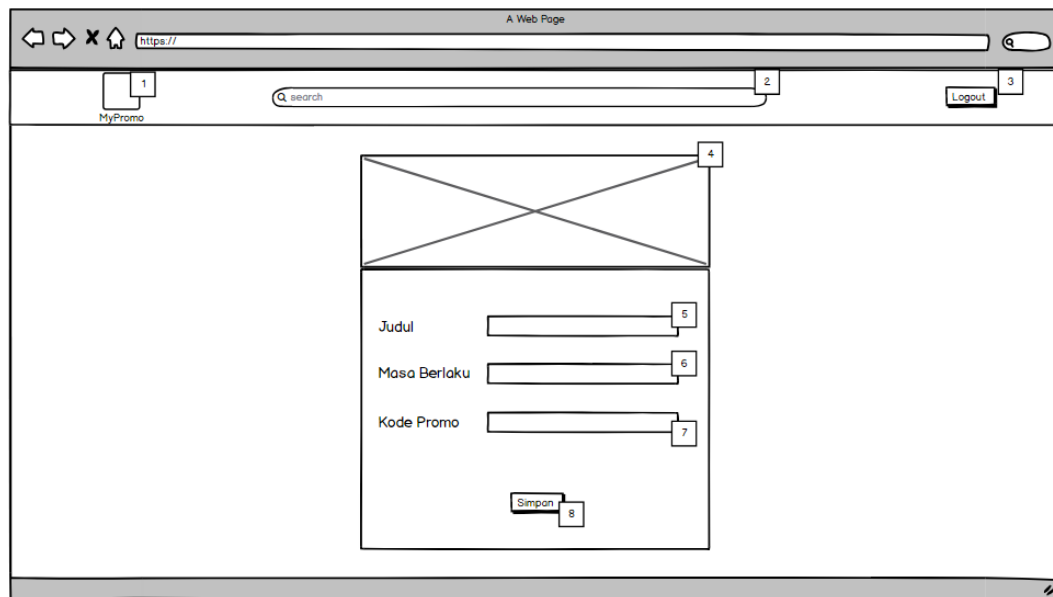 A Web Page
https://
1
2
3
search
Logout
MyPromo
4
5
Judul
6
Masa Berlaku
Kode Promo
7
Simpan
8